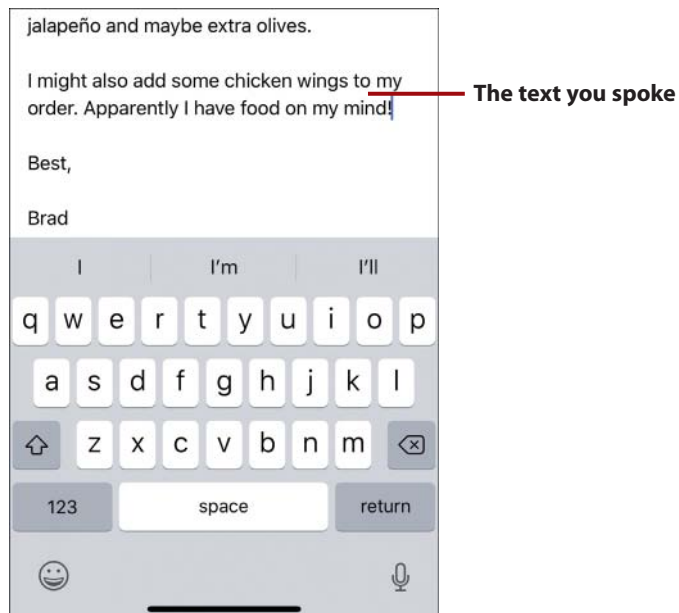 jalapeño and maybe extra olives.
I might also add some chicken wings to my
order. Apparently I have food on my mind!
The text you spoke
Best,
Brad
I I'm I'll
q w e r t y u i o p
a s d f g h j k l
z x c v b n m
123 space return